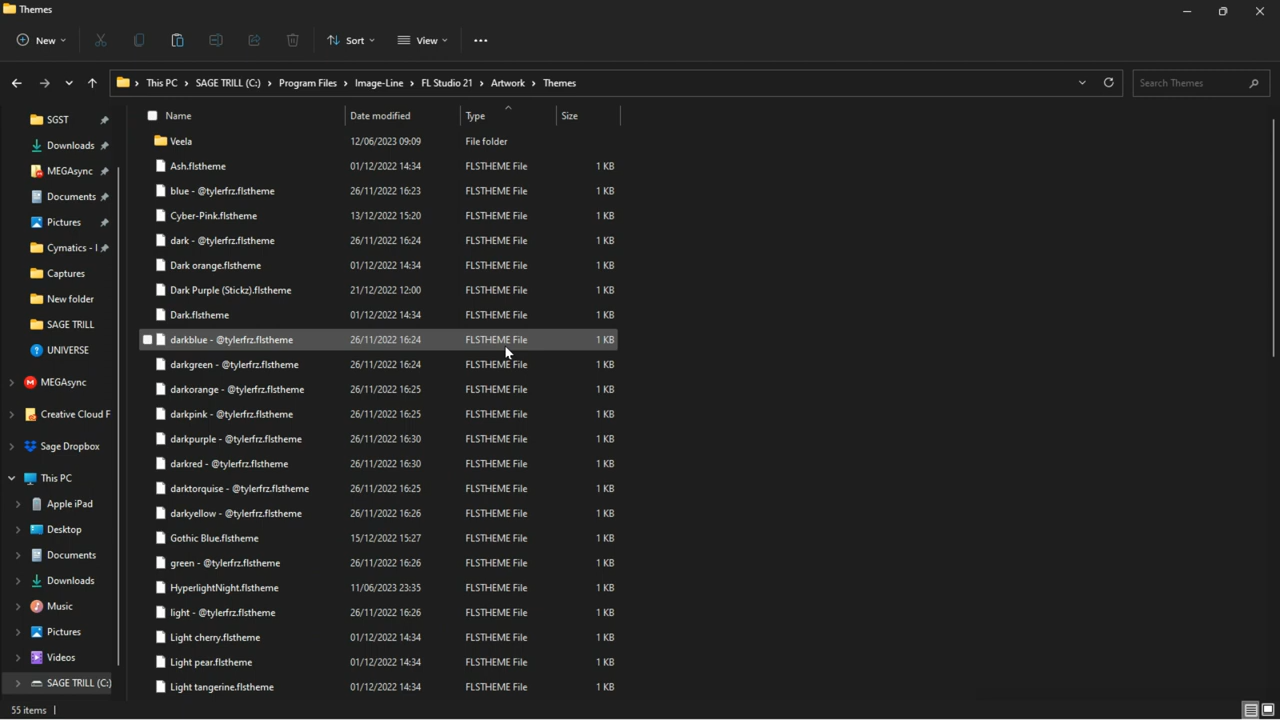 Themes
New
Sort
View
This PC > SAGE TRILL (C:) > Program Files > Image-Line > FL Studio 21 > Artwork > Themes
Search Themes
Name Date modified Type Size
SGST
Downloads
MEGAsync
Documents
Pictures
Cymatics - I
Captures
New folder
SAGE TRILL
UNIVERSE
MEGAsync
Creative Cloud F
Sage Dropbox
This PC
Apple iPad
Desktop
Documents
Downloads
Music
Pictures
Videos
SAGE TRILL (C:)
Veela 12/06/2023 09:09 File folder
Ash.flstheme 01/12/2022 14:34 FLSTHEME File 1 KB
blue - @tylerfrz.flstheme 26/11/2022 16:23 FLSTHEME File 1 KB
Cyber-Pink.flstheme 13/12/2022 15:20 FLSTHEME File 1 KB
dark - @tylerfrz.flstheme 26/11/2022 16:24 FLSTHEME File 1 KB
Dark orange.flstheme 01/12/2022 14:34 FLSTHEME File 1 KB
Dark Purple (Stickz).flstheme 21/12/2022 12:00 FLSTHEME File 1 KB
Dark.flstheme 01/12/2022 14:34 FLSTHEME File 1 KB
darkblue - @tylerfrz.flstheme 26/11/2022 16:24 FLSTHEME File 1 KB
darkgreen - @tylerfrz.flstheme 26/11/2022 16:24 FLSTHEME File 1 KB
darkorange - @tylerfrz.flstheme 26/11/2022 16:25 FLSTHEME File 1 KB
darkpink - @tylerfrz.flstheme 26/11/2022 16:25 FLSTHEME File 1 KB
darkpurple - @tylerfrz.flstheme 26/11/2022 16:30 FLSTHEME File 1 KB
darkred - @tylerfrz.flstheme 26/11/2022 16:30 FLSTHEME File 1 KB
darktorquise - @tylerfrz.flstheme 26/11/2022 16:25 FLSTHEME File 1 KB
darkyellow - @tylerfrz.flstheme 26/11/2022 16:26 FLSTHEME File 1 KB
Gothic Blue.flstheme 15/12/2022 15:27 FLSTHEME File 1 KB
green - @tylerfrz.flstheme 26/11/2022 16:26 FLSTHEME File 1 KB
HyperlightNight.flstheme 11/06/2023 23:35 FLSTHEME File 1 KB
light - @tylerfrz.flstheme 26/11/2022 16:26 FLSTHEME File 1 KB
Light cherry.flstheme 01/12/2022 14:34 FLSTHEME File 1 KB
Light pear.flstheme 01/12/2022 14:34 FLSTHEME File 1 KB
Light tangerine.flstheme 01/12/2022 14:34 FLSTHEME File 1 KB
55 items